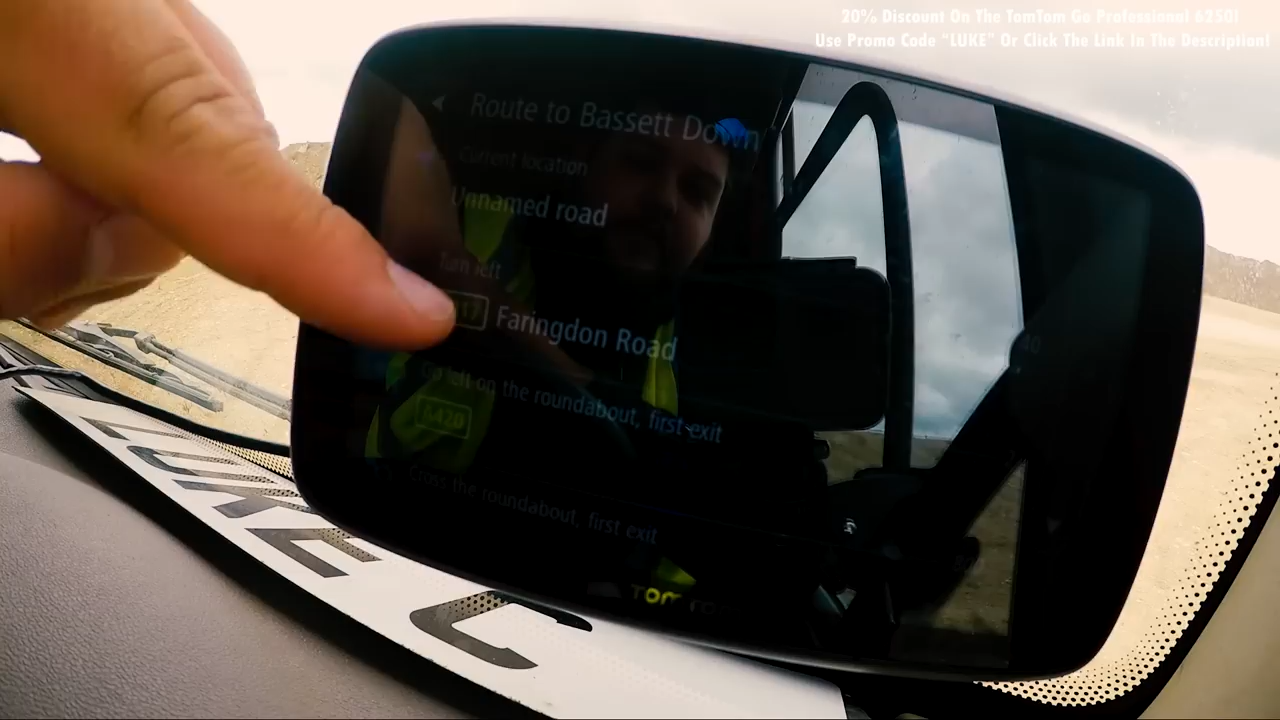 20% Discount On The TomTom Go Professional 6250!
Use Promo Code "LUKE" Or Click The Link In The Description!
Route to Bassett Down
Current location
Unnamed road
Turn left
Faringdon Road
Go left on the roundabout, first exit
A420
Cross the roundabout, first exit
TOMTOM
LUKE C